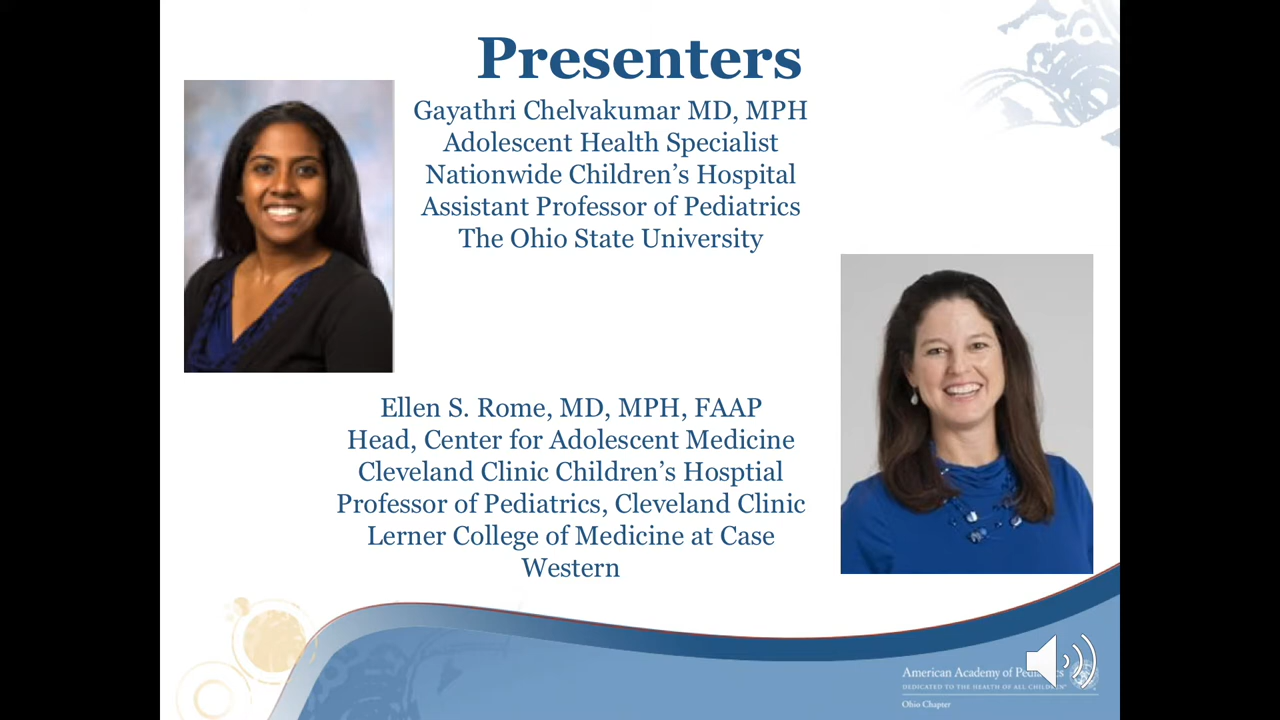 Presenters
Gayathri Chelvakumar MD, MPH
Adolescent Health Specialist
Nationwide Children's Hospital
Assistant Professor of Pediatrics
The Ohio State University
Ellen S. Rome, MD, MPH, FAAP
Head, Center for Adolescent Medicine
Cleveland Clinic Children's Hosptial
Professor of Pediatrics, Cleveland Clinic
Lerner College of Medicine at Case
Western
American Academy of Pediatrics
DEDICATED TO THE HEALTH OF ALL CHILDREN
Ohio Chapter